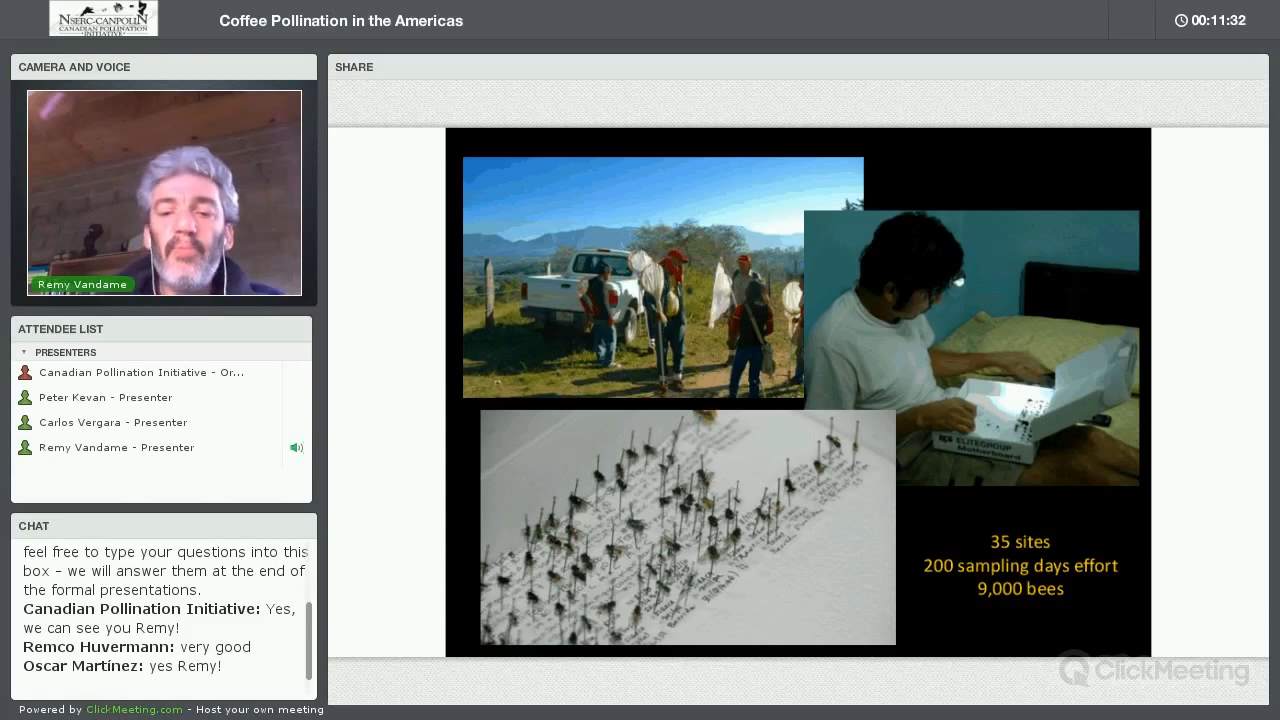 NSERC-CANPOLIN
CANADIAN POLLINATION
INITIATIVE
Coffee Pollination in the Americas
00:11:32
CAMERA AND VOICE
Remy Vandame
ATTENDEE LIST
PRESENTERS
Canadian Pollination Initiative - Or...
Peter Kevan - Presenter
Carlos Vergara - Presenter
Remy Vandame - Presenter
CHAT
feel free to type your questions into this
box - we will answer them at the end of
the formal presentations.
Canadian Pollination Initiative: Yes,
we can see you Remy!
Remco Huvermann: very good
Oscar Martínez: yes Remy!
Powered by ClickMeeting.com - Host your own meeting
SHARE
ELITEGROUP
Motherboard
35 sites
200 sampling days effort
9,000 bees
ClickMeeting